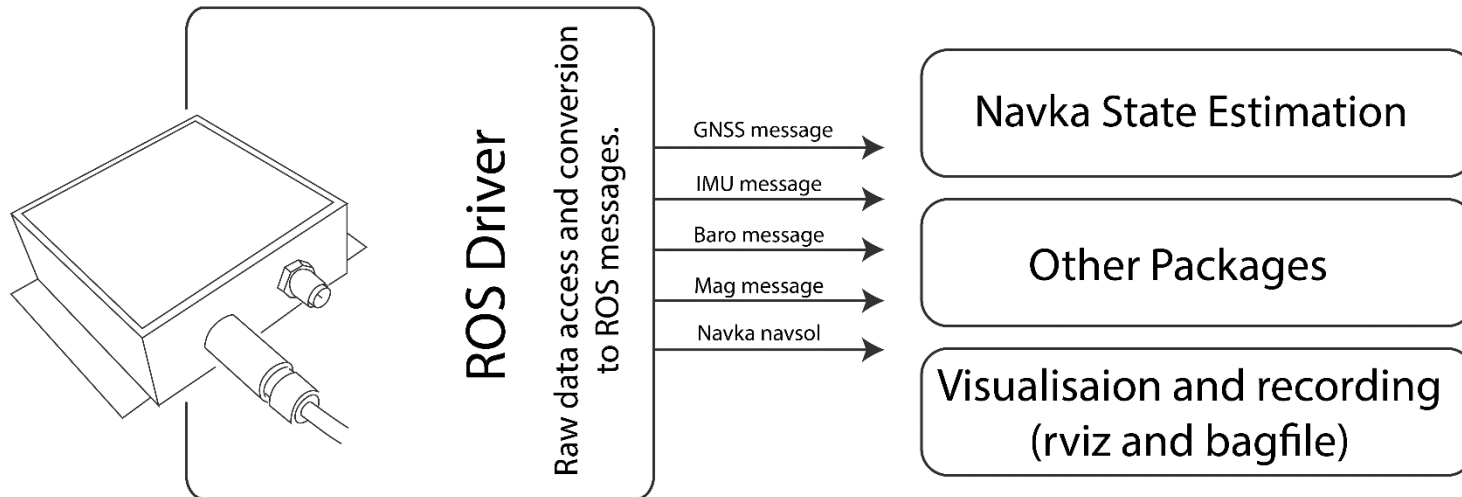 ROS Driver
Raw data access and conversion
to ROS messages.
GNSS message
IMU message
Baro message
Mag message
Navka navsol
Navka State Estimation
Other Packages
Visualisaion and recording
(rviz and bagfile)